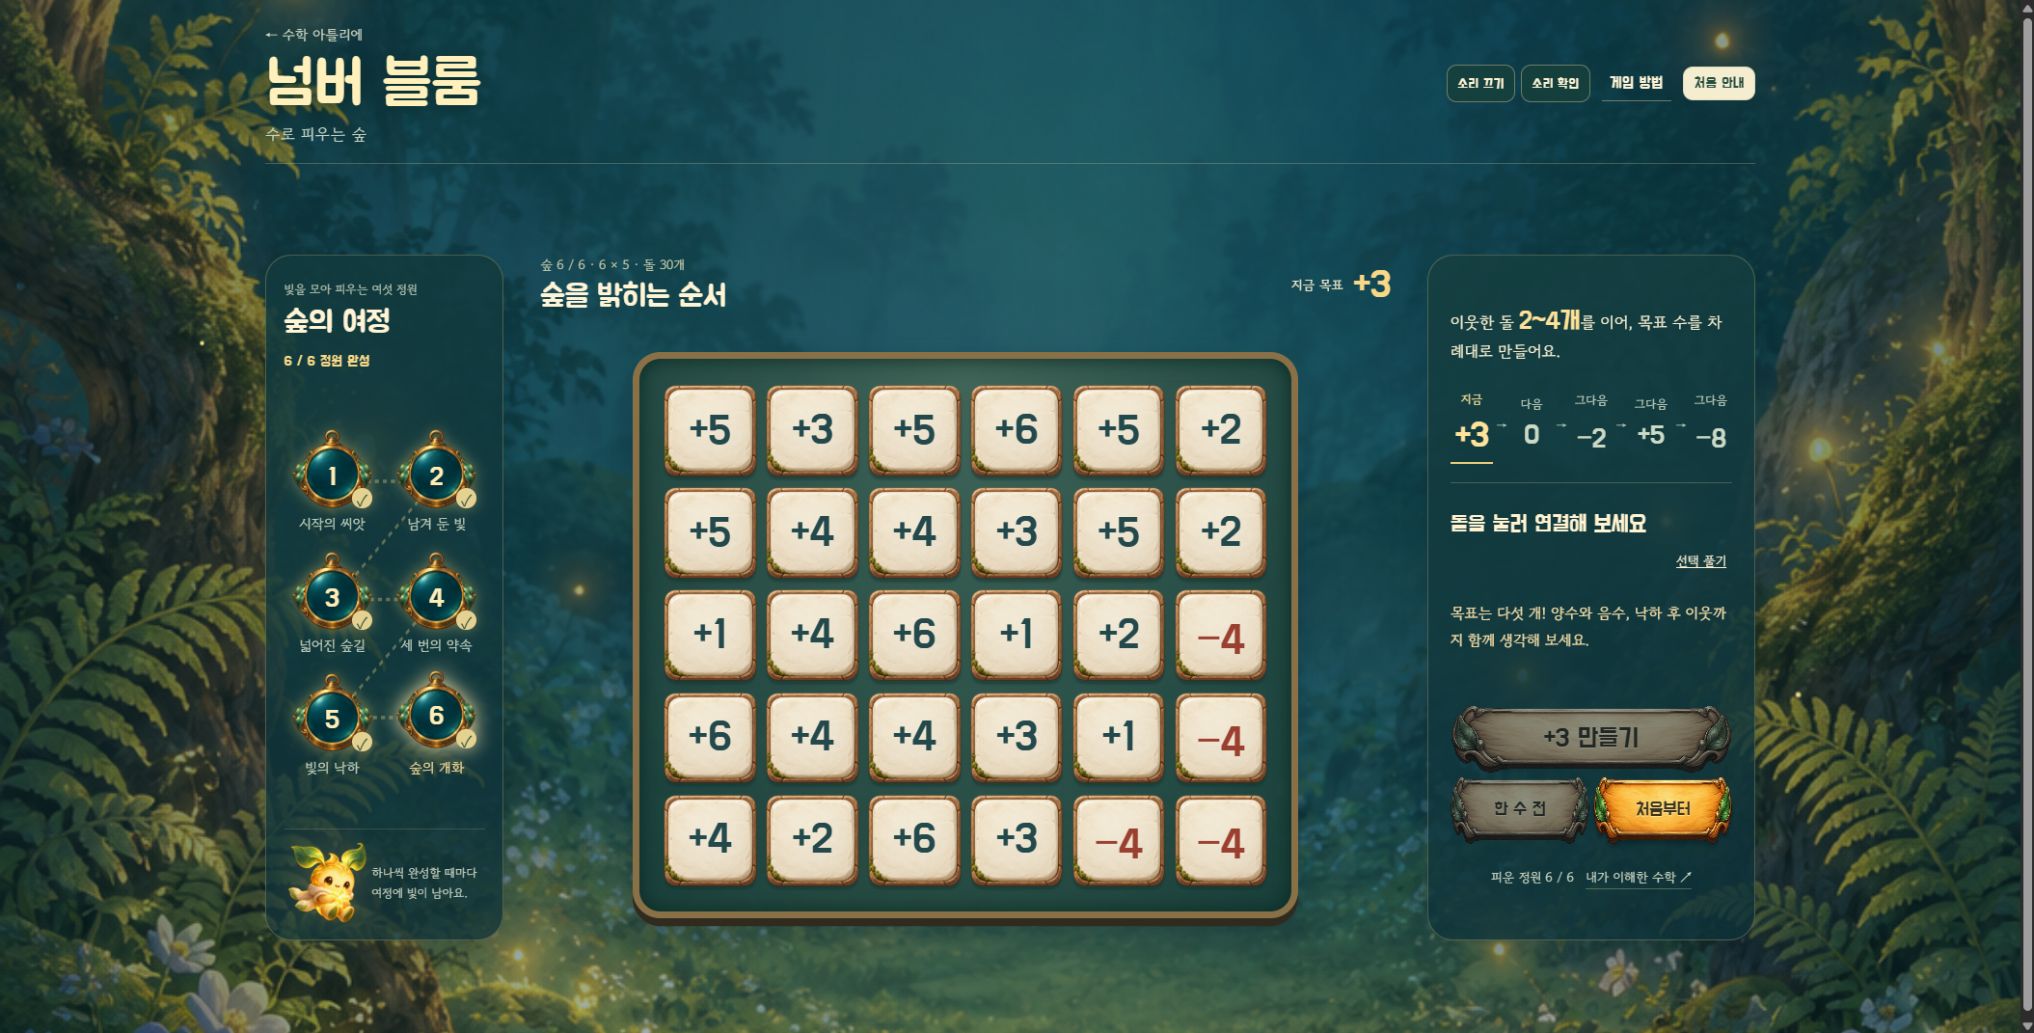 ← 수학 아틀리에
넘버 블룸
수로 피우는 숲
소리 끄기
소리 확인
게임 방법
처음 안내
빛을 모아 피우는 여섯 정원
숲의 여정
6 / 6 정원 완성
1
2
시작의 씨앗
남겨 둔 빛
3
4
넓어진 숲길
세 번의 약속
5
6
빛의 낙하
숲의 개화
하나씩 완성할 때마다
여정에 빛이 남아요.
숲 6 / 6 · 6 × 5 · 돌 30개
숲을 밝히는 순서
지금 목표 +3
+5 +3 +5 +6 +5 +2
+5 +4 +4 +3 +5 +2
+1 +4 +6 +1 +2 −4
+6 +4 +4 +3 +1 −4
+4 +2 +6 +3 −4 −4
이웃한 돌 2~4개를 이어, 목표 수를 차
례대로 만들어요.
지금 다음 그다음 그다음 그다음
+3 → 0 → −2 → +5 → −8
돌을 눌러 연결해 보세요
선택 풀기
목표는 다섯 개! 양수와 음수, 낙하 후 이웃까
지 함께 생각해 보세요.
+3 만들기
한 수 전
처음부터
피운 정원 6 / 6 내가 이해한 수학 ↗